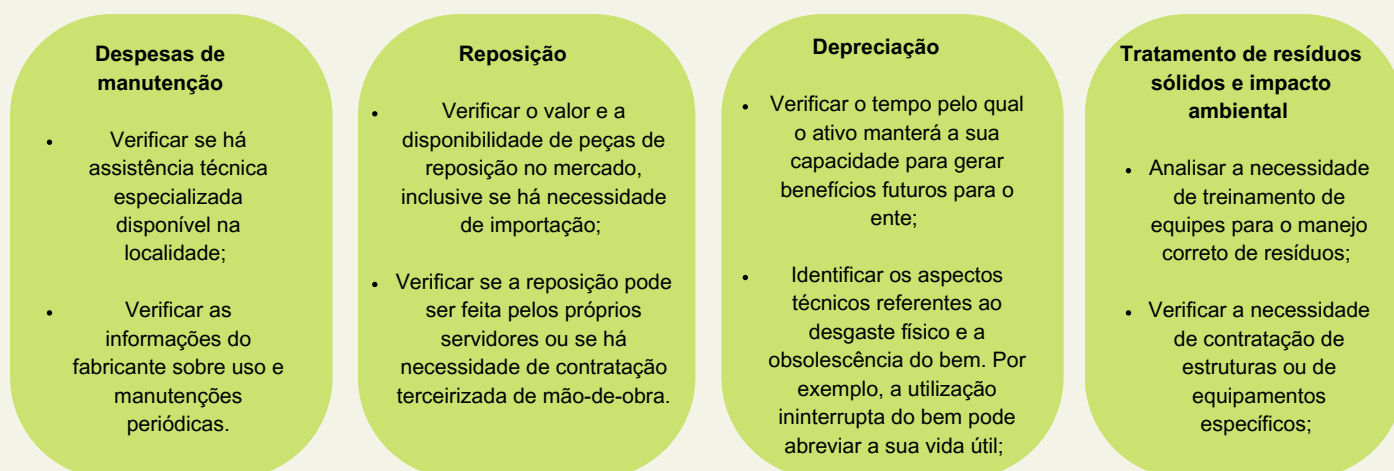 Despesas de
manutenção
• Verificar se há
assistência técnica
especializada
disponível na
localidade;
• Verificar as
informações do
fabricante sobre uso e
manutenções
periódicas.
Reposição
• Verificar o valor e a
disponibilidade de peças de
reposição no mercado,
inclusive se há necessidade
de importação;
• Verificar se a reposição pode
ser feita pelos próprios
servidores ou se há
necessidade de contratação
terceirizada de mão-de-obra.
Depreciação
• Verificar o tempo pelo qual
o ativo manterá a sua
capacidade para gerar
benefícios futuros para o
ente;
• Identificar os aspectos
técnicos referentes ao
desgaste físico e a
obsolescência do bem. Por
exemplo, a utilização
ininterrupta do bem pode
abreviar a sua vida útil;
Tratamento de resíduos
sólidos e impacto
ambiental
• Analisar a necessidade
de treinamento de
equipes para o manejo
correto de resíduos;
• Verificar a necessidade
de contratação de
estruturas ou de
equipamentos
específicos;